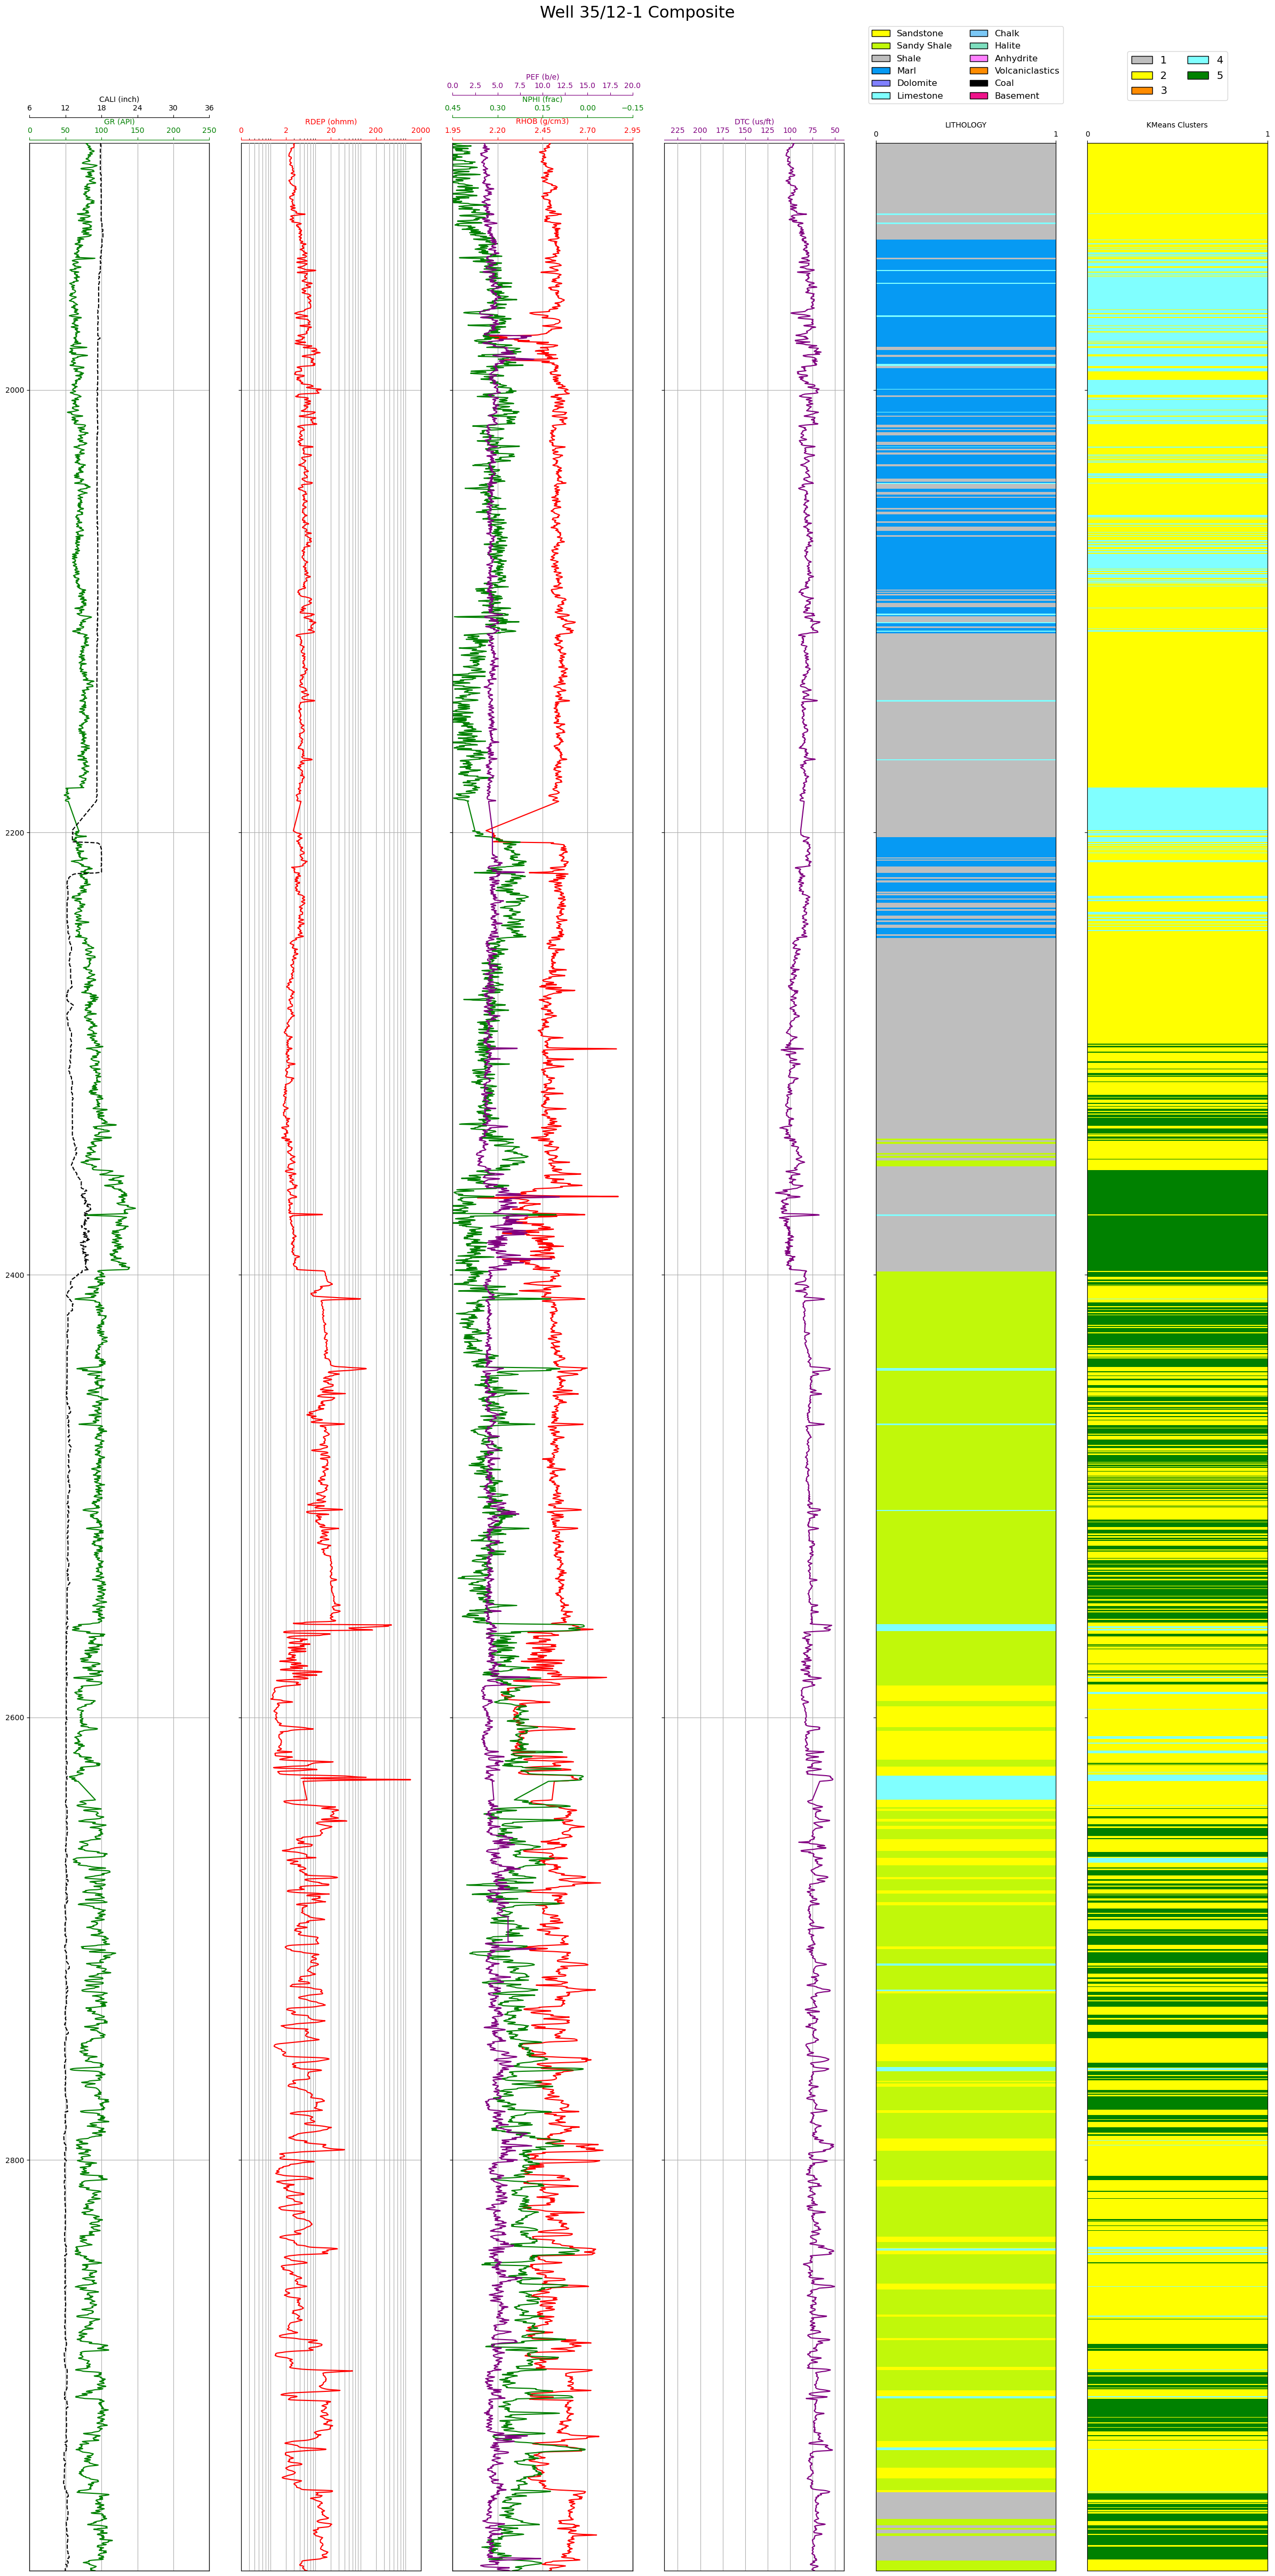 Well 35/12-1 Composite
Sandstone Chalk
Sandy Shale Halite
Shale Anhydrite
Marl Volcaniclastics
Dolomite Coal
Limestone Basement
1 4
2 5
3
PEF (b/e)
0.0 2.5 5.0 7.5 10.0 12.5 15.0 17.5 20.0
CALI (inch)
NPHI (frac)
6 12 18 24 30 36
0.45 0.30 0.15 0.00 −0.15
GR (API)
RDEP (ohmm)
RHOB (g/cm3)
DTC (us/ft)
LITHOLOGY
KMeans Clusters
0 50 100 150 200 250
0 2 20 200 2000
1.95 2.20 2.45 2.70 2.95
225 200 175 150 125 100 75 50
0 1
0 1
2000
2200
2400
2600
2800